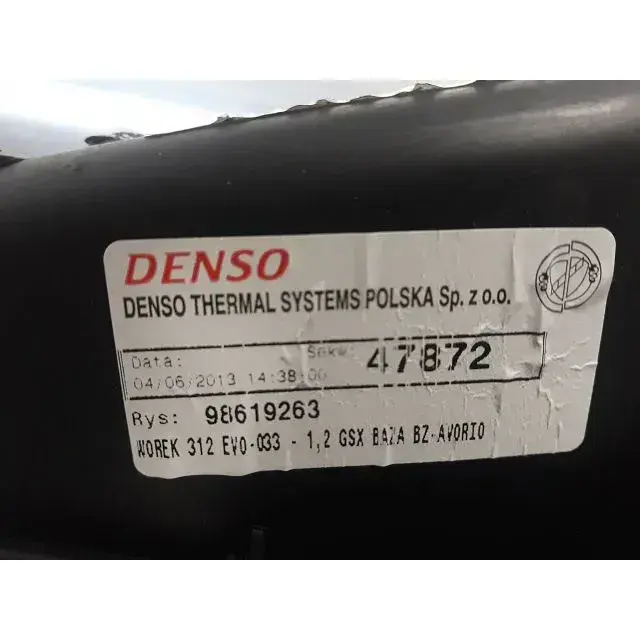 DENSO
DENSO THERMAL SYSTEMS POLSKA Sp. z o.o.
Data: Sekw: 47872
04/06/2013 14:38:00
Rys: 98619263
WOREK 312 EVO-033 - 1,2 GSX BAZA BZ-AVORIO